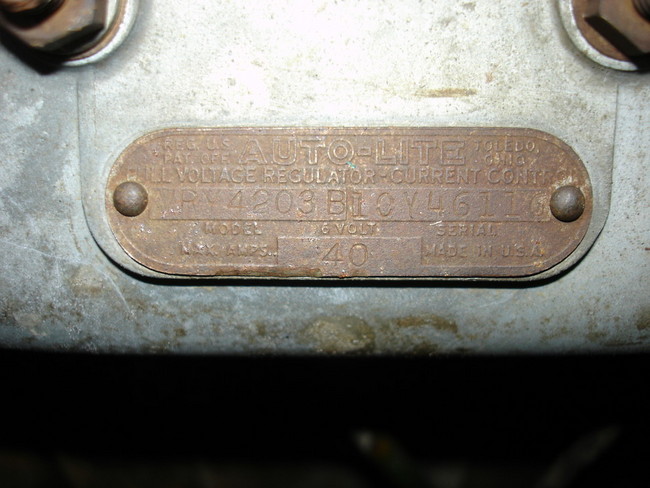 REG. U.S. PAT. OFF. AUTO-LITE TOLEDO, OHIO
VOLTAGE REGULATOR-CURRENT CONTR
4203B
MODEL 6 VOLT SERIAL
MAX. AMPS. 40 MADE IN U.S.A.